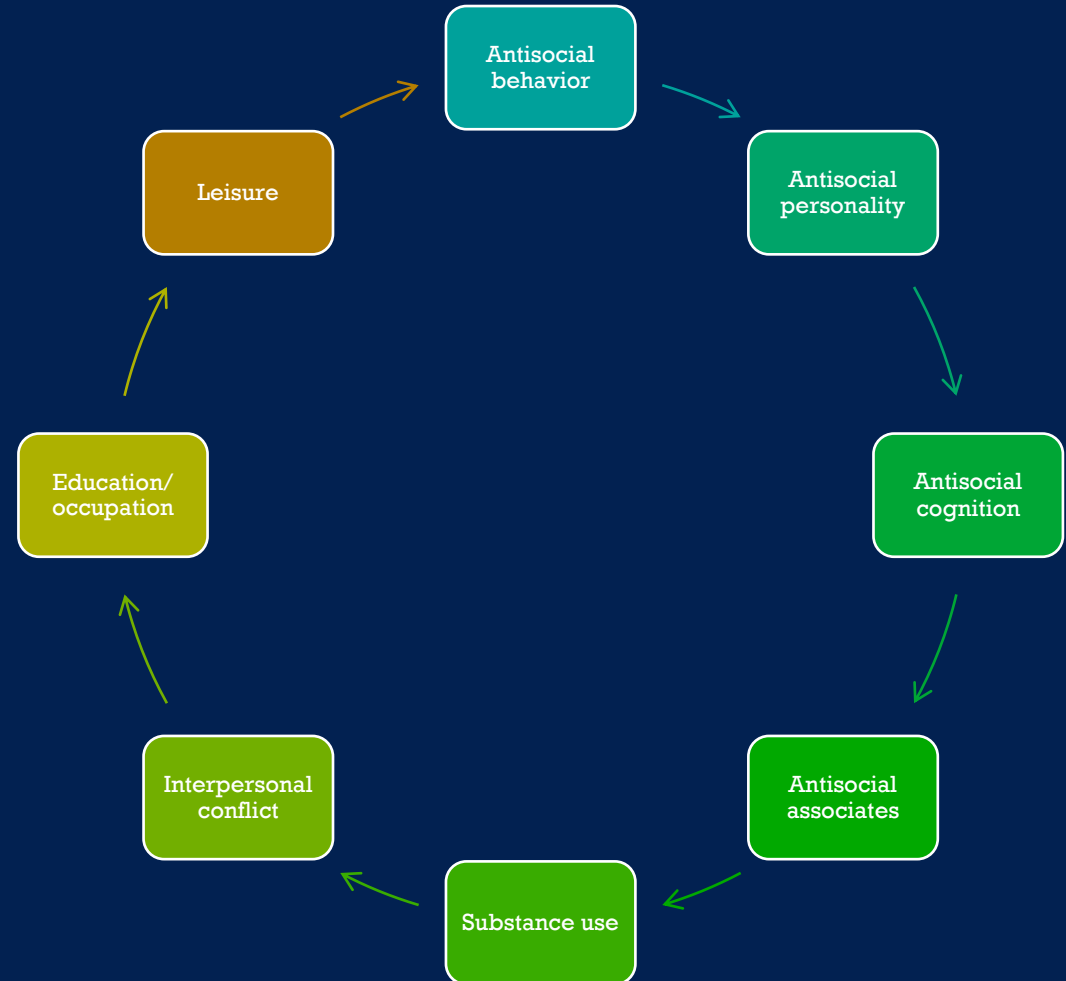 Antisocial
behavior
Antisocial
personality
Antisocial
cognition
Antisocial
associates
Substance use
Interpersonal
conflict
Education/
occupation
Leisure